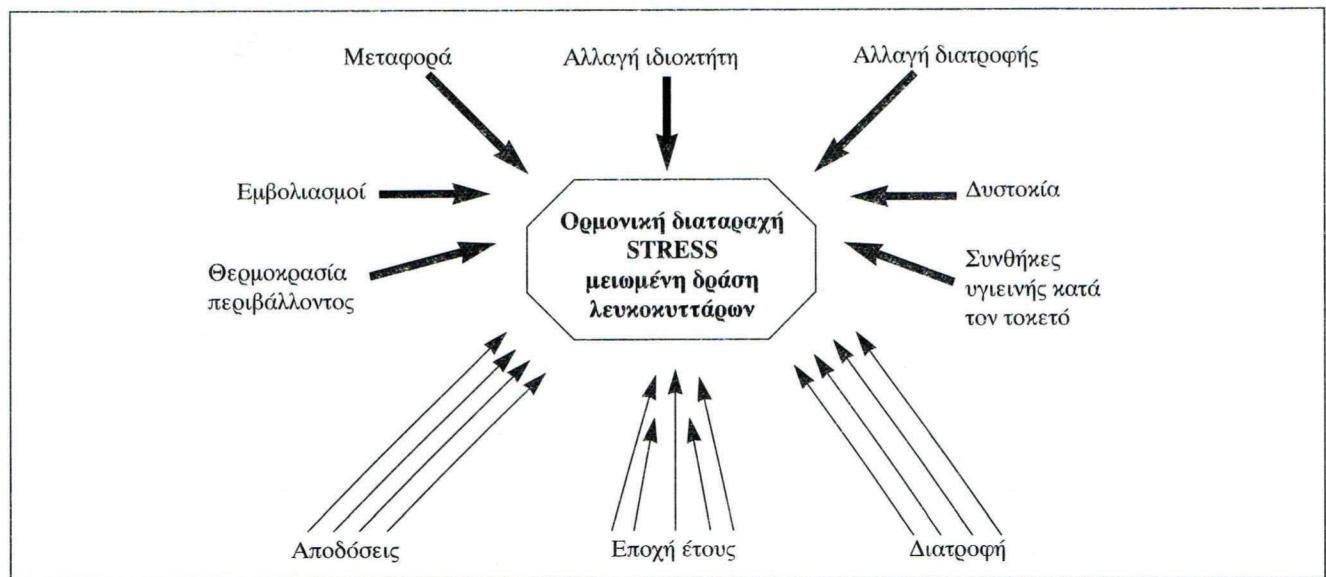 Μεταφορά
Αλλαγή ιδιοκτήτη
Αλλαγή διατροφής
Εμβολιασμοί
Δυστοκία
Ορμονική διαταραχή
STRESS
μειωμένη δράση
λευκοκυττάρων
Θερμοκρασία
περιβάλλοντος
Συνθήκες
υγιεινής κατά
τον τοκετό
Αποδόσεις
Εποχή έτους
Διατροφή